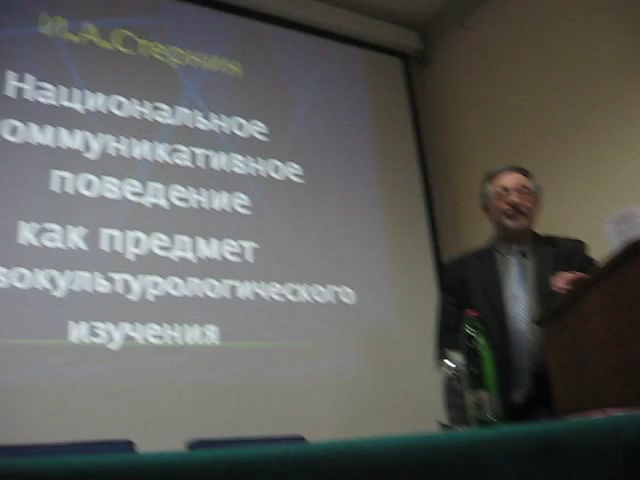 И.А.Стернин
Национальное
оммуникативное
поведение
как предмет
вокультурологического
изучения